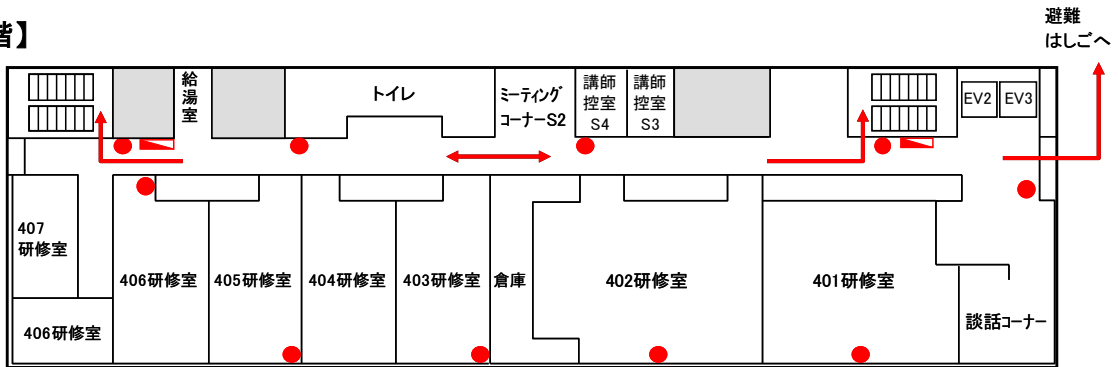 階】
避難
はしごへ
給
湯
室
トイレ
ミーティング
コーナーS2
講師
控室
S4
講師
控室
S3
EV2
EV3
407
研修室
406研修室
406研修室
405研修室
404研修室
403研修室
倉庫
402研修室
401研修室
談話コーナー